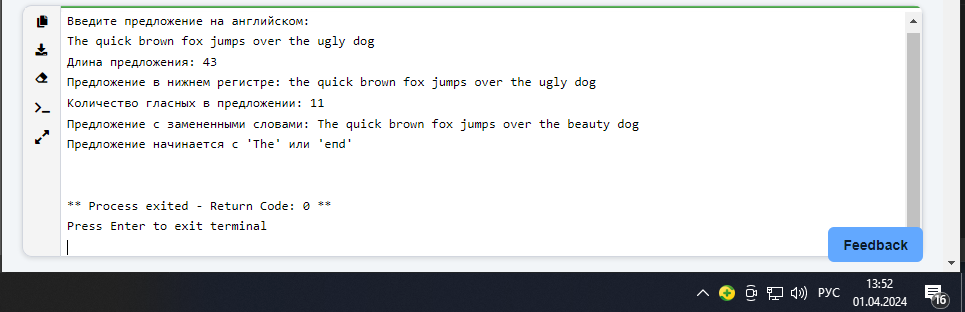 Введите предложение на английском:
The quick brown fox jumps over the ugly dog
Длина предложения: 43
Предложение в нижнем регистре: the quick brown fox jumps over the ugly dog
Количество гласных в предложении: 11
Предложение с замененными словами: The quick brown fox jumps over the beauty dog
Предложение начинается с 'The' или 'end'
** Process exited - Return Code: 0 **
Press Enter to exit terminal
Feedback
РУС
13:52
01.04.2024
16